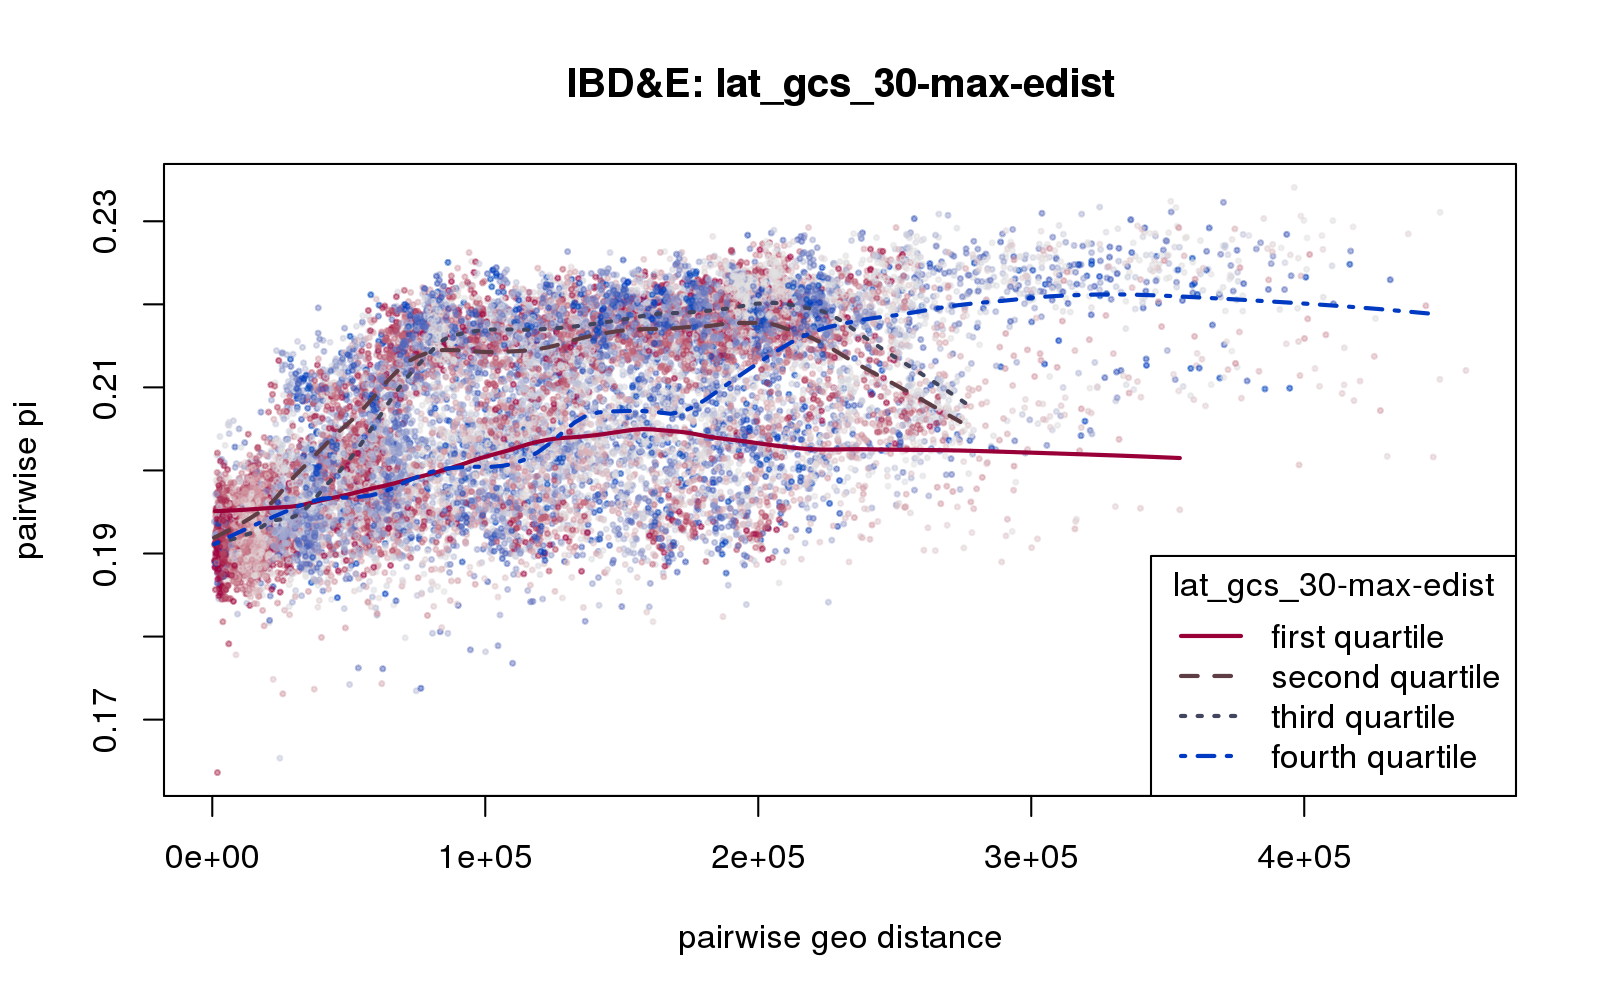 IBD&E: lat_gcs_30-max-edist
pairwise pi
0.23
0.21
0.19
0.17
lat_gcs_30-max-edist
first quartile
second quartile
third quartile
fourth quartile
0e+00 1e+05 2e+05 3e+05 4e+05
pairwise geo distance